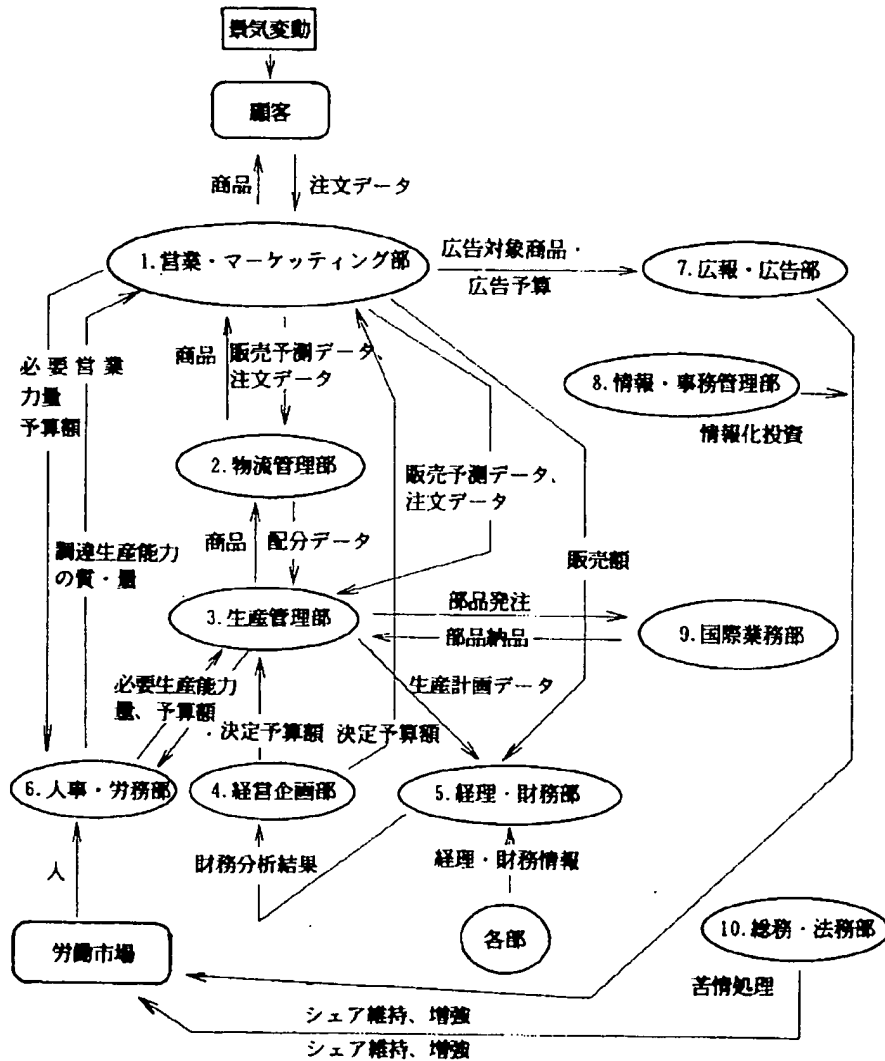 景気変動
顧客
商品
注文データ
1.営業・マーケッティング部
広告対象商品・
広告予算
7.広報・広告部
必要営業
力量
予算額
商品
販売予測データ、
注文データ
8.情報・事務管理部
情報化投資
2.物流管理部
販売予測データ、
注文データ
調達生産能力
の質・量
商品
配分データ
販売額
3.生産管理部
部品発注
部品納品
9.国際業務部
必要生産能力
量、予算額
生産計画データ
決定予算額
決定予算額
6.人事・労務部
4.経営企画部
5.経理・財務部
人
財務分析結果
経理・財務情報
労働市場
各部
10.総務・法務部
苦情処理
シェア維持、増強
シェア維持、増強